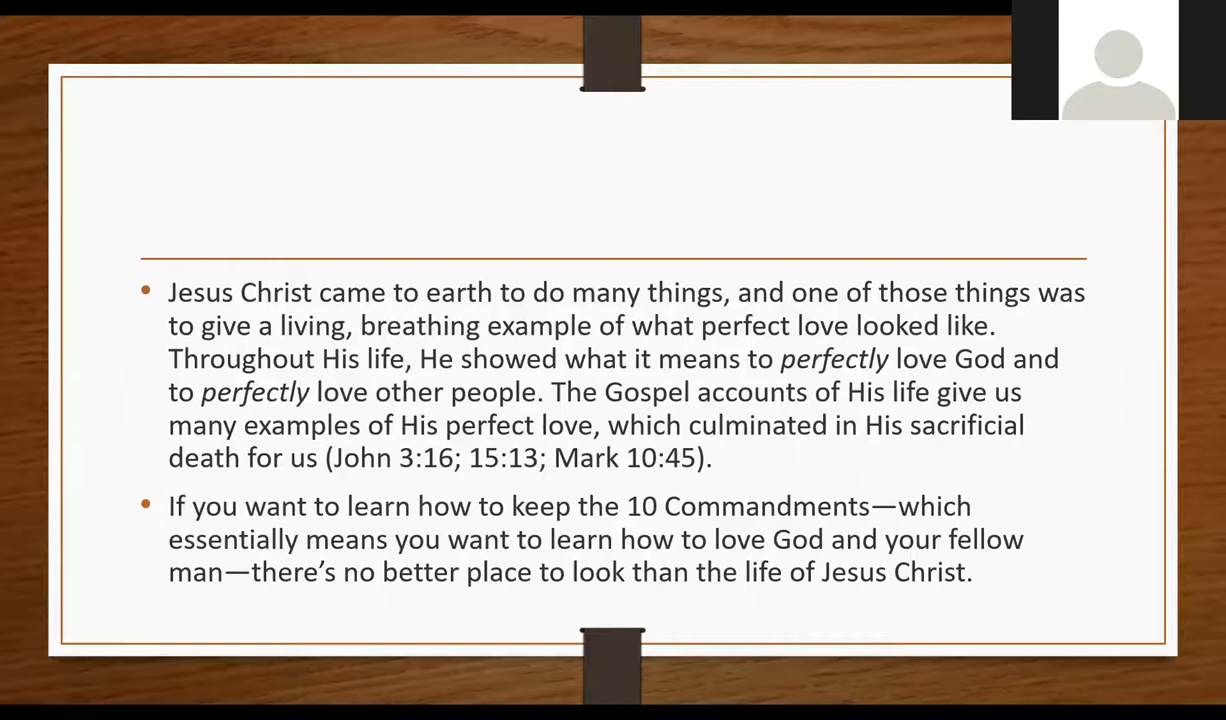 • Jesus Christ came to earth to do many things, and one of those things was
to give a living, breathing example of what perfect love looked like.
Throughout His life, He showed what it means to perfectly love God and
to perfectly love other people. The Gospel accounts of His life give us
many examples of His perfect love, which culminated in His sacrificial
death for us (John 3:16; 15:13; Mark 10:45).
• If you want to learn how to keep the 10 Commandments—which
essentially means you want to learn how to love God and your fellow
man—there’s no better place to look than the life of Jesus Christ.